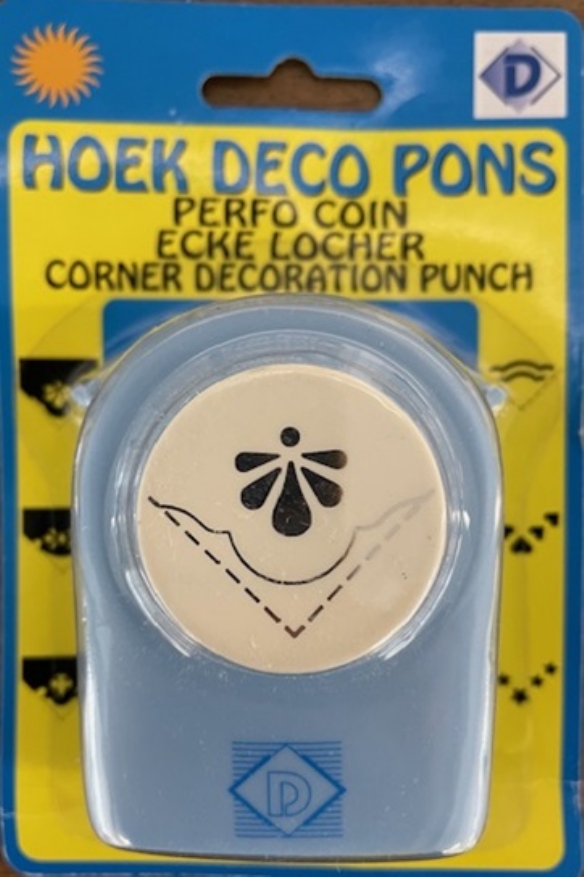 D
HOEK DECO PONS
PERFO COIN
ECKE LOCHER
CORNER DECORATION PUNCH
D